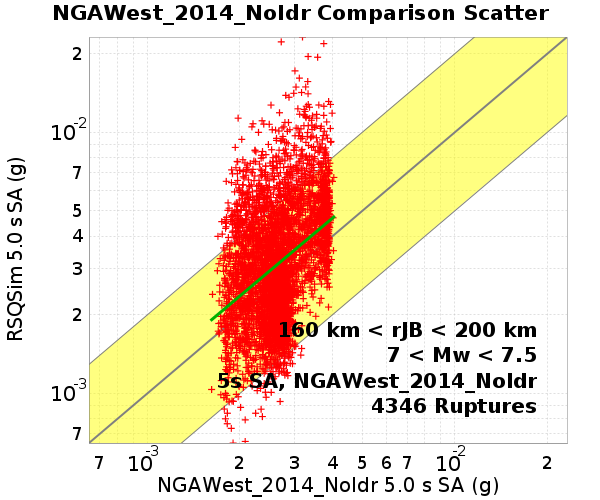 NGAWest_2014_NoIdr Comparison Scatter
RSQSim 5.0 s SA (g)
2
10-2
7
5
4
3
2
10-3
7
160 km < rJB < 200 km
7 < Mw < 7.5
5s SA, NGAWest_2014_NoIdr
4346 Ruptures
7 10-3 2 3 4 5 6 7 10-2 2
NGAWest_2014_NoIdr 5.0 s SA (g)